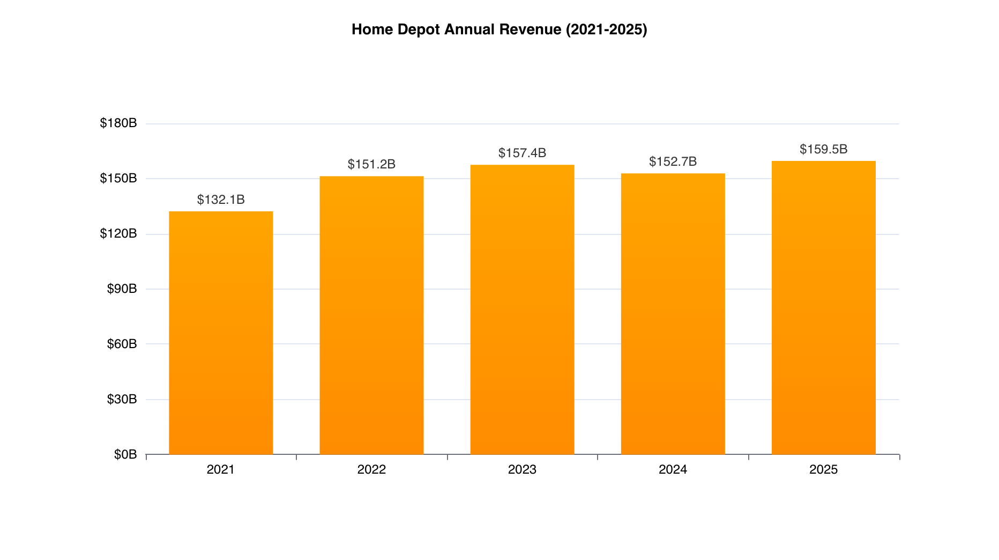 Home Depot Annual Revenue (2021-2025)
$180B
$150B
$120B
$90B
$60B
$30B
$0B
$132.1B
$151.2B
$157.4B
$152.7B
$159.5B
2021
2022
2023
2024
2025